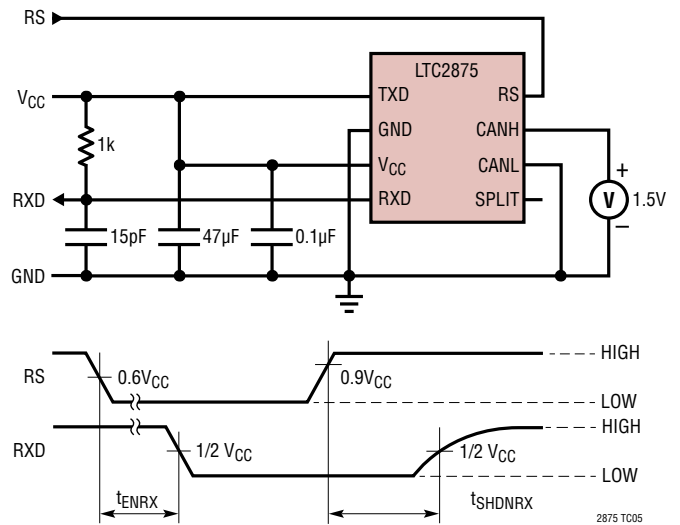 RS
LTC2875
TXD
RS
VCC
GND
CANH
1k
VCC
CANL
+
RXD
RXD
SPLIT
V
1.5V
–
15pF
47µF
0.1µF
GND
HIGH
RS
0.6VCC
0.9VCC
LOW
HIGH
RXD
1/2 VCC
1/2 VCC
LOW
tENRX
tSHDNRX
2875 TC05